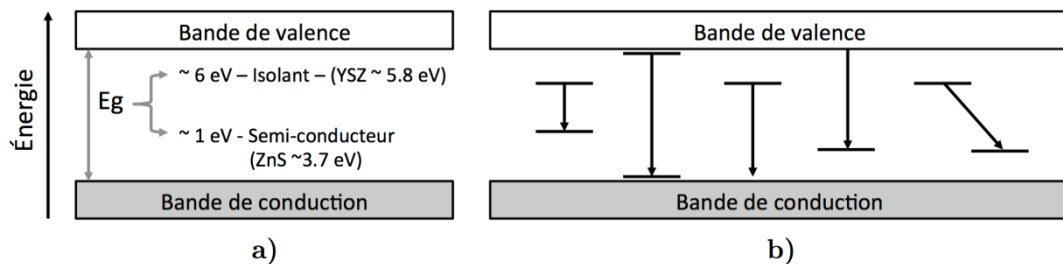 Énergie
Bande de valence
Eg
~ 6 eV – Isolant – (YSZ ~ 5.8 eV)
~ 1 eV - Semi-conducteur
(ZnS ~3.7 eV)
Bande de conduction
a)
Bande de valence
Bande de conduction
b)